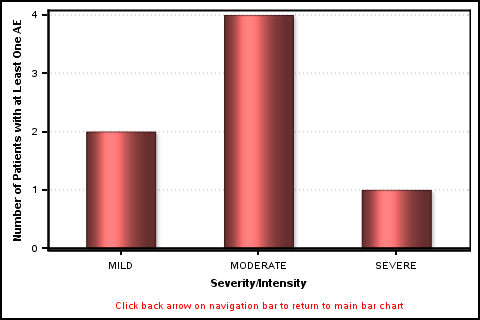 Number of Patients with at Least One AE
4
3
2
1
0
MILD MODERATE SEVERE
Severity/Intensity
Click back arrow on navigation bar to return to main bar chart